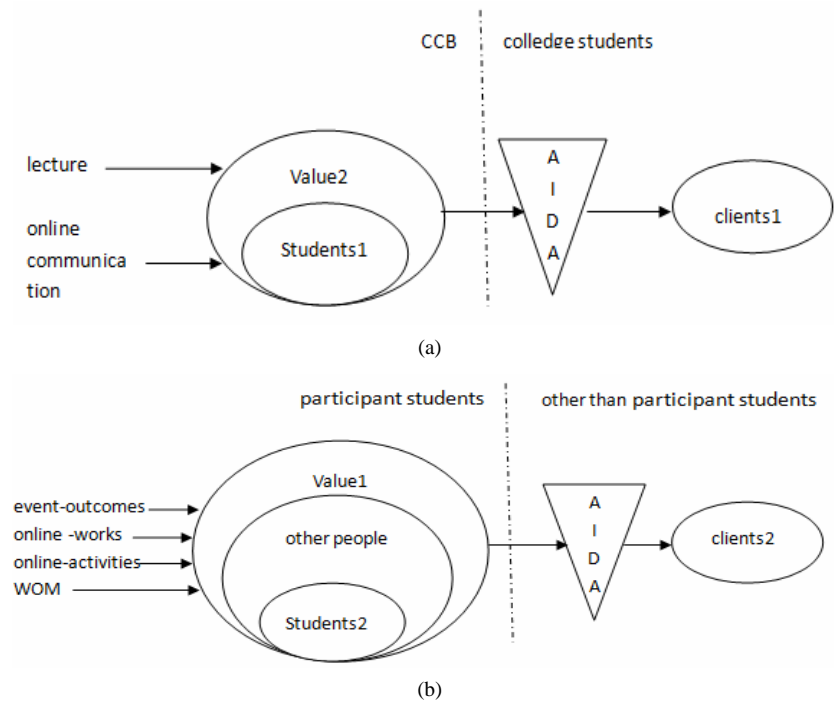 CCB
colledge students
lecture
online
communica
tion
Value2
Students1
A
I
D
A
clients1
(a)
participant students
other than participant students
event-outcomes
online -works
online-activities
WOM
Value1
other people
Students2
A
I
D
A
clients2
(b)